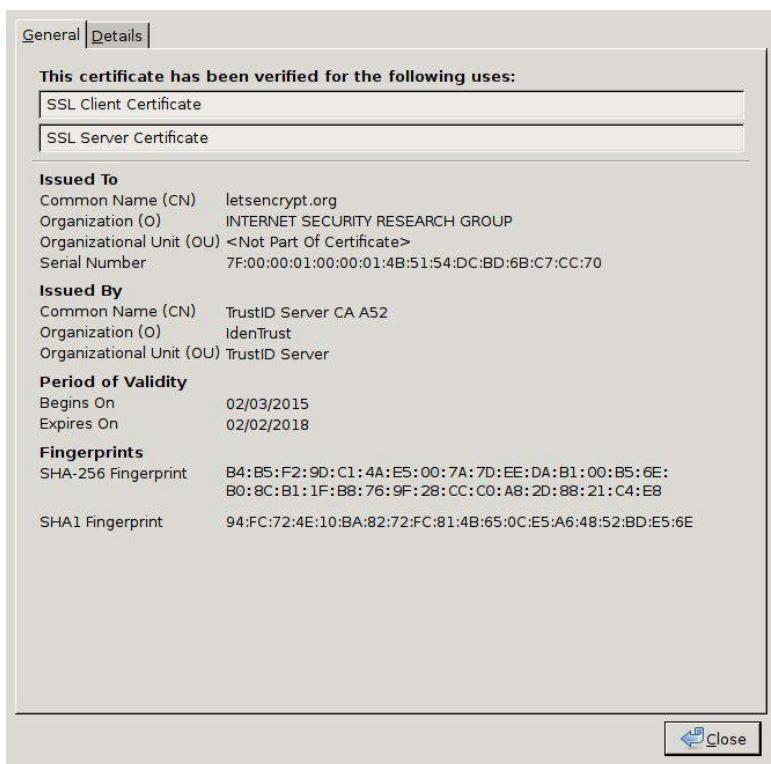 General Details
This certificate has been verified for the following uses:
SSL Client Certificate
SSL Server Certificate
Issued To
Common Name (CN) letsencrypt.org
Organization (O) INTERNET SECURITY RESEARCH GROUP
Organizational Unit (OU) <Not Part Of Certificate>
Serial Number 7F:00:00:01:00:00:01:4B:51:54:DC:BD:6B:C7:CC:70
Issued By
Common Name (CN) TrustID Server CA A52
Organization (O) IdenTrust
Organizational Unit (OU) TrustID Server
Period of Validity
Begins On 02/03/2015
Expires On 02/02/2018
Fingerprints
SHA-256 Fingerprint B4:B5:F2:9D:C1:4A:E5:00:7A:7D:EE:DA:B1:00:B5:6E:
B0:8C:B1:1F:B8:76:9F:28:CC:C0:A8:2D:88:21:C4:E8
SHA1 Fingerprint 94:FC:72:4E:10:BA:82:72:FC:81:4B:65:0C:E5:A6:48:52:BD:E5:6E
Close